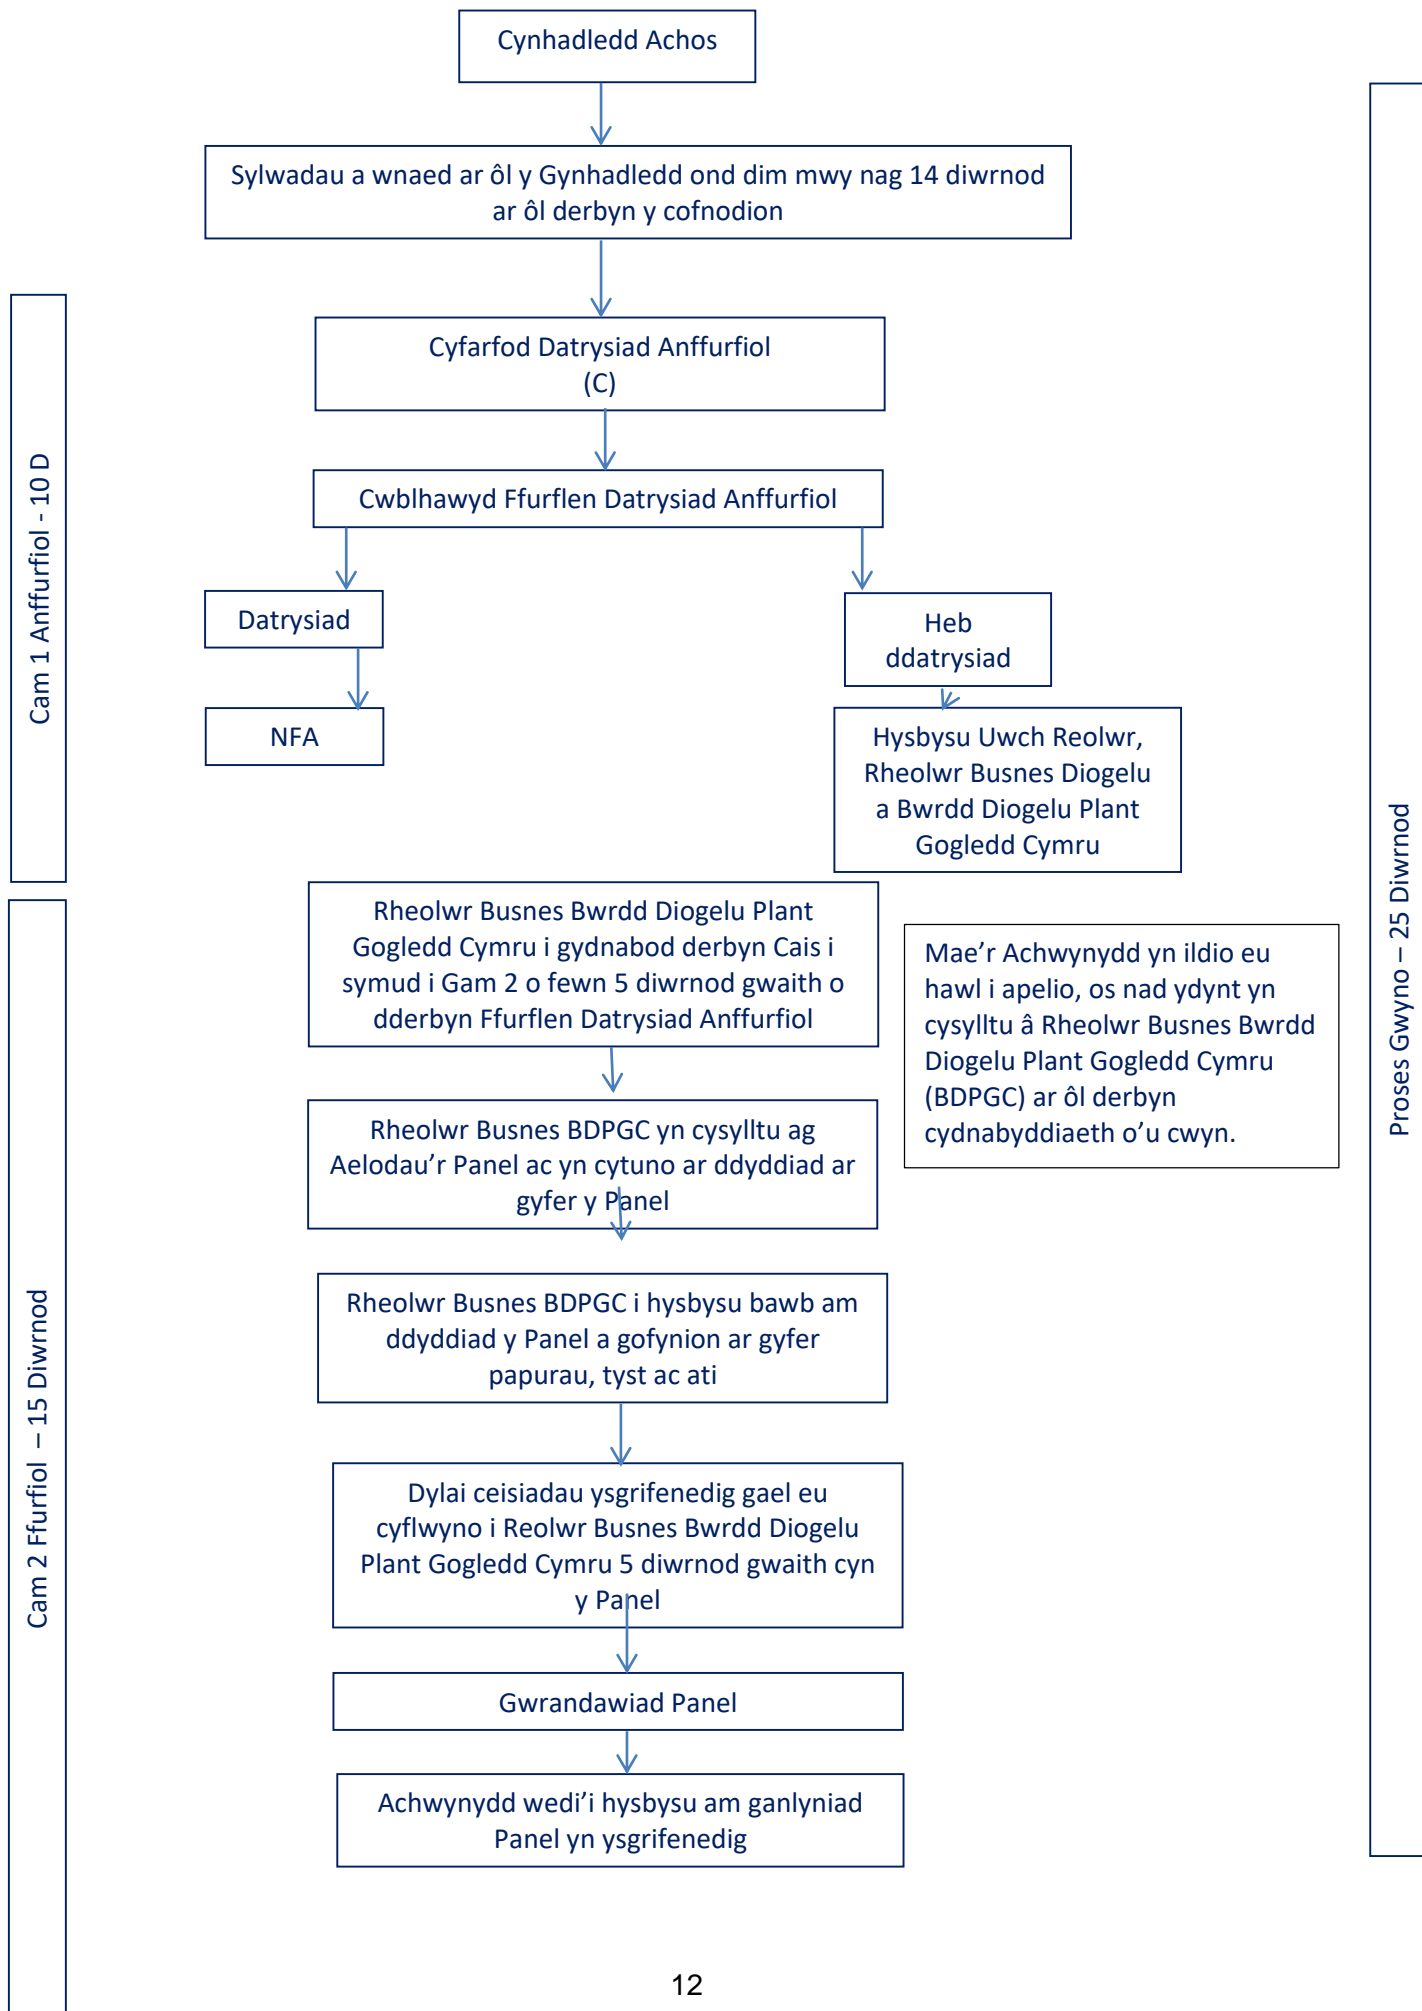 Cynhadledd Achos
Sylwadau a wnaed ar ôl y Gynhadledd ond dim mwy nag 14 diwrnod
ar ôl derbyn y cofnodion
Cyfarfod Datrysiad Anffurfiol
(C)
Cwblhawyd Ffurflen Datrysiad Anffurfiol
Datrysiad
Heb
ddatrysiad
NFA
Hysbysu Uwch Reolwr,
Rheolwr Busnes Diogelu
a Bwrdd Diogelu Plant
Gogledd Cymru
Cam 1 Anffurfiol - 10 D
Rheolwr Busnes Bwrdd Diogelu Plant
Gogledd Cymru i gydnabod derbyn Cais i
symud i Gam 2 o fewn 5 diwrnod gwaith o
dderbyn Ffurflen Datrysiad Anffurfiol
Mae’r Achwynydd yn ildio eu
hawl i apelio, os nad ydynt yn
cysylltu â Rheolwr Busnes Bwrdd
Diogelu Plant Gogledd Cymru
(BDPGC) ar ôl derbyn
cydnabyddiaeth o’u cwyn.
Proses Gwyno – 25 Diwrnod
Rheolwr Busnes BDPGC yn cysylltu ag
Aelodau’r Panel ac yn cytuno ar ddyddiad ar
gyfer y Panel
Rheolwr Busnes BDPGC i hysbysu bawb am
ddyddiad y Panel a gofynion ar gyfer
papurau, tyst ac ati
Cam 2 Ffurfiol – 15 Diwrnod
Dylai ceisiadau ysgrifenedig gael eu
cyflwyno i Reolwr Busnes Bwrdd Diogelu
Plant Gogledd Cymru 5 diwrnod gwaith cyn
y Panel
Gwrandawiad Panel
Achwynydd wedi’i hysbysu am ganlyniad
Panel yn ysgrifenedig
12